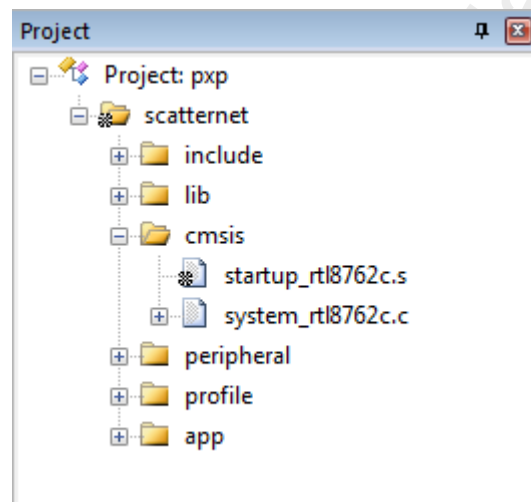 Project
Project: pxp
scatternet
include
lib
cmsis
startup_rtl8762c.s
system_rtl8762c.c
peripheral
profile
app